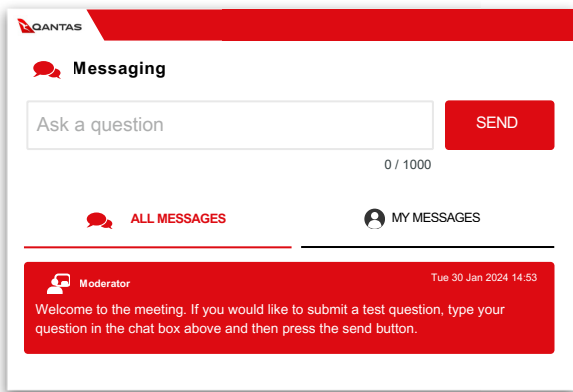 QANTAS
Messaging
Ask a question
SEND
0 / 1000
ALL MESSAGES
MY MESSAGES
Moderator
Tue 30 Jan 2024 14:53
Welcome to the meeting. If you would like to submit a test question, type your
question in the chat box above and then press the send button.